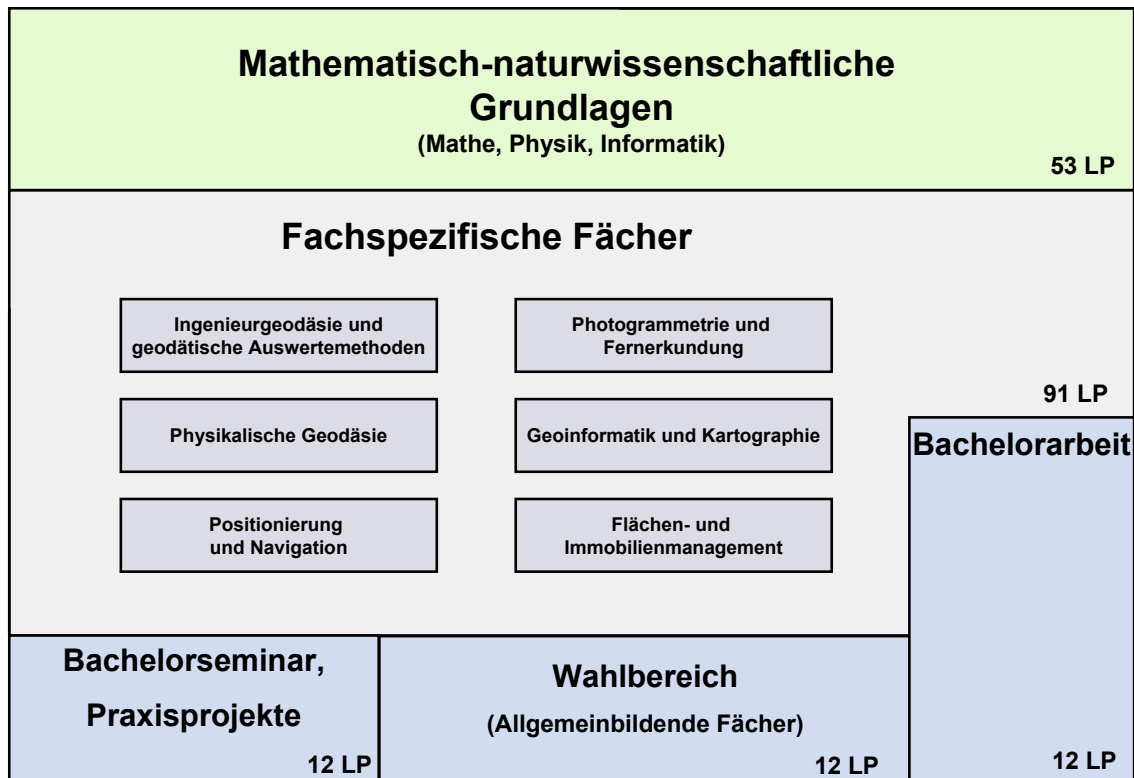 Mathematisch-naturwissenschaftliche
Grundlagen
(Mathe, Physik, Informatik)
53 LP
Fachspezifische Fächer
Ingenieurgeodäsie und
geodätische Auswertemethoden
Photogrammetrie und
Fernerkundung
Physikalische Geodäsie
Geoinformatik und Kartographie
Positionierung
und Navigation
Flächen- und
Immobilienmanagement
91 LP
Bachelorarbeit
12 LP
Bachelorseminar,
Praxisprojekte
12 LP
Wahlbereich
(Allgemeinbildende Fächer)
12 LP